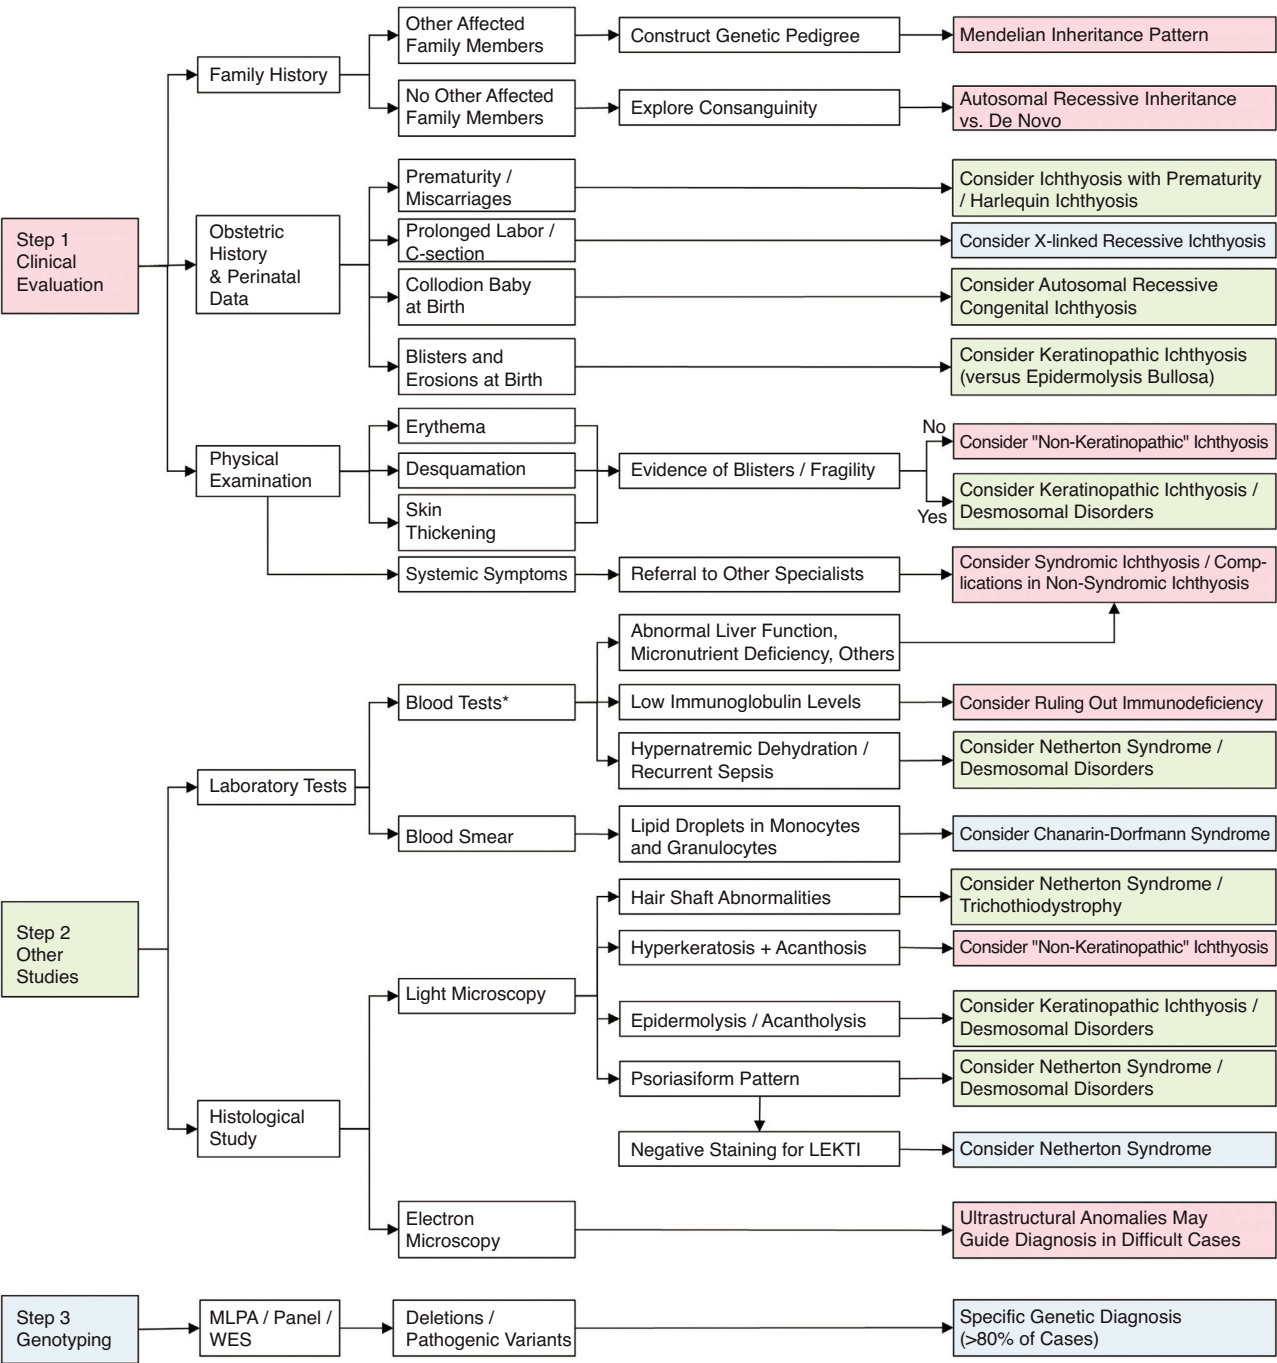 Step 1
Clinical
Evaluation
Family History
Other Affected
Family Members
Construct Genetic Pedigree
Mendelian Inheritance Pattern
No Other Affected
Family Members
Explore Consanguinity
Autosomal Recessive Inheritance
vs. De Novo
Obstetric
History
& Perinatal
Data
Prematurity /
Miscarriages
Consider Ichthyosis with Prematurity
/ Harlequin Ichthyosis
Prolonged Labor /
C-section
Consider X-linked Recessive Ichthyosis
Collodion Baby
at Birth
Consider Autosomal Recessive
Congenital Ichthyosis
Blisters and
Erosions at Birth
Consider Keratinopathic Ichthyosis
(versus Epidermolysis Bullosa)
Physical
Examination
Erythema
Desquamation
Skin
Thickening
Evidence of Blisters / Fragility
No
Consider "Non-Keratinopathic" Ichthyosis
Yes
Consider Keratinopathic Ichthyosis /
Desmosomal Disorders
Systemic Symptoms
Referral to Other Specialists
Consider Syndromic Ichthyosis / Comp-
lications in Non-Syndromic Ichthyosis
Step 2
Other
Studies
Laboratory Tests
Blood Tests*
Abnormal Liver Function,
Micronutrient Deficiency, Others
Low Immunoglobulin Levels
Consider Ruling Out Immunodeficiency
Hypernatremic Dehydration /
Recurrent Sepsis
Consider Netherton Syndrome /
Desmosomal Disorders
Blood Smear
Lipid Droplets in Monocytes
and Granulocytes
Consider Chanarin-Dorfmann Syndrome
Histological
Study
Light Microscopy
Hair Shaft Abnormalities
Consider Netherton Syndrome /
Trichothiodystrophy
Hyperkeratosis + Acanthosis
Consider "Non-Keratinopathic" Ichthyosis
Epidermolysis / Acantholysis
Consider Keratinopathic Ichthyosis /
Desmosomal Disorders
Psoriasiform Pattern
Consider Netherton Syndrome /
Desmosomal Disorders
Negative Staining for LEKTI
Consider Netherton Syndrome
Electron
Microscopy
Ultrastructural Anomalies May
Guide Diagnosis in Difficult Cases
Step 3
Genotyping
MLPA / Panel /
WES
Deletions /
Pathogenic Variants
Specific Genetic Diagnosis
(>80% of Cases)